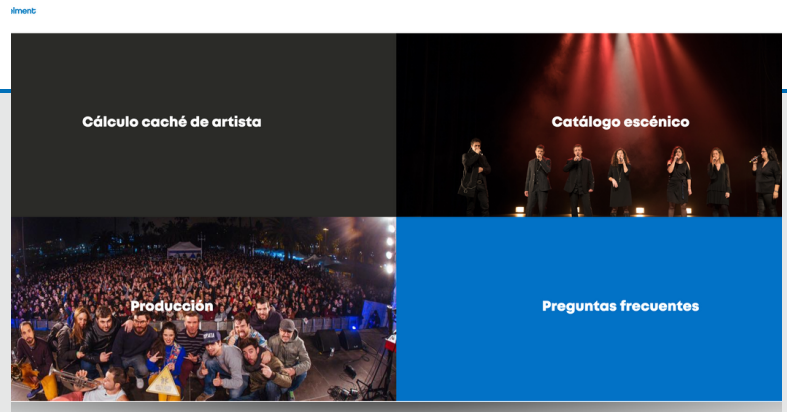 Cálculo caché de artista
Catálogo escénico
Producción
Preguntas frecuentes